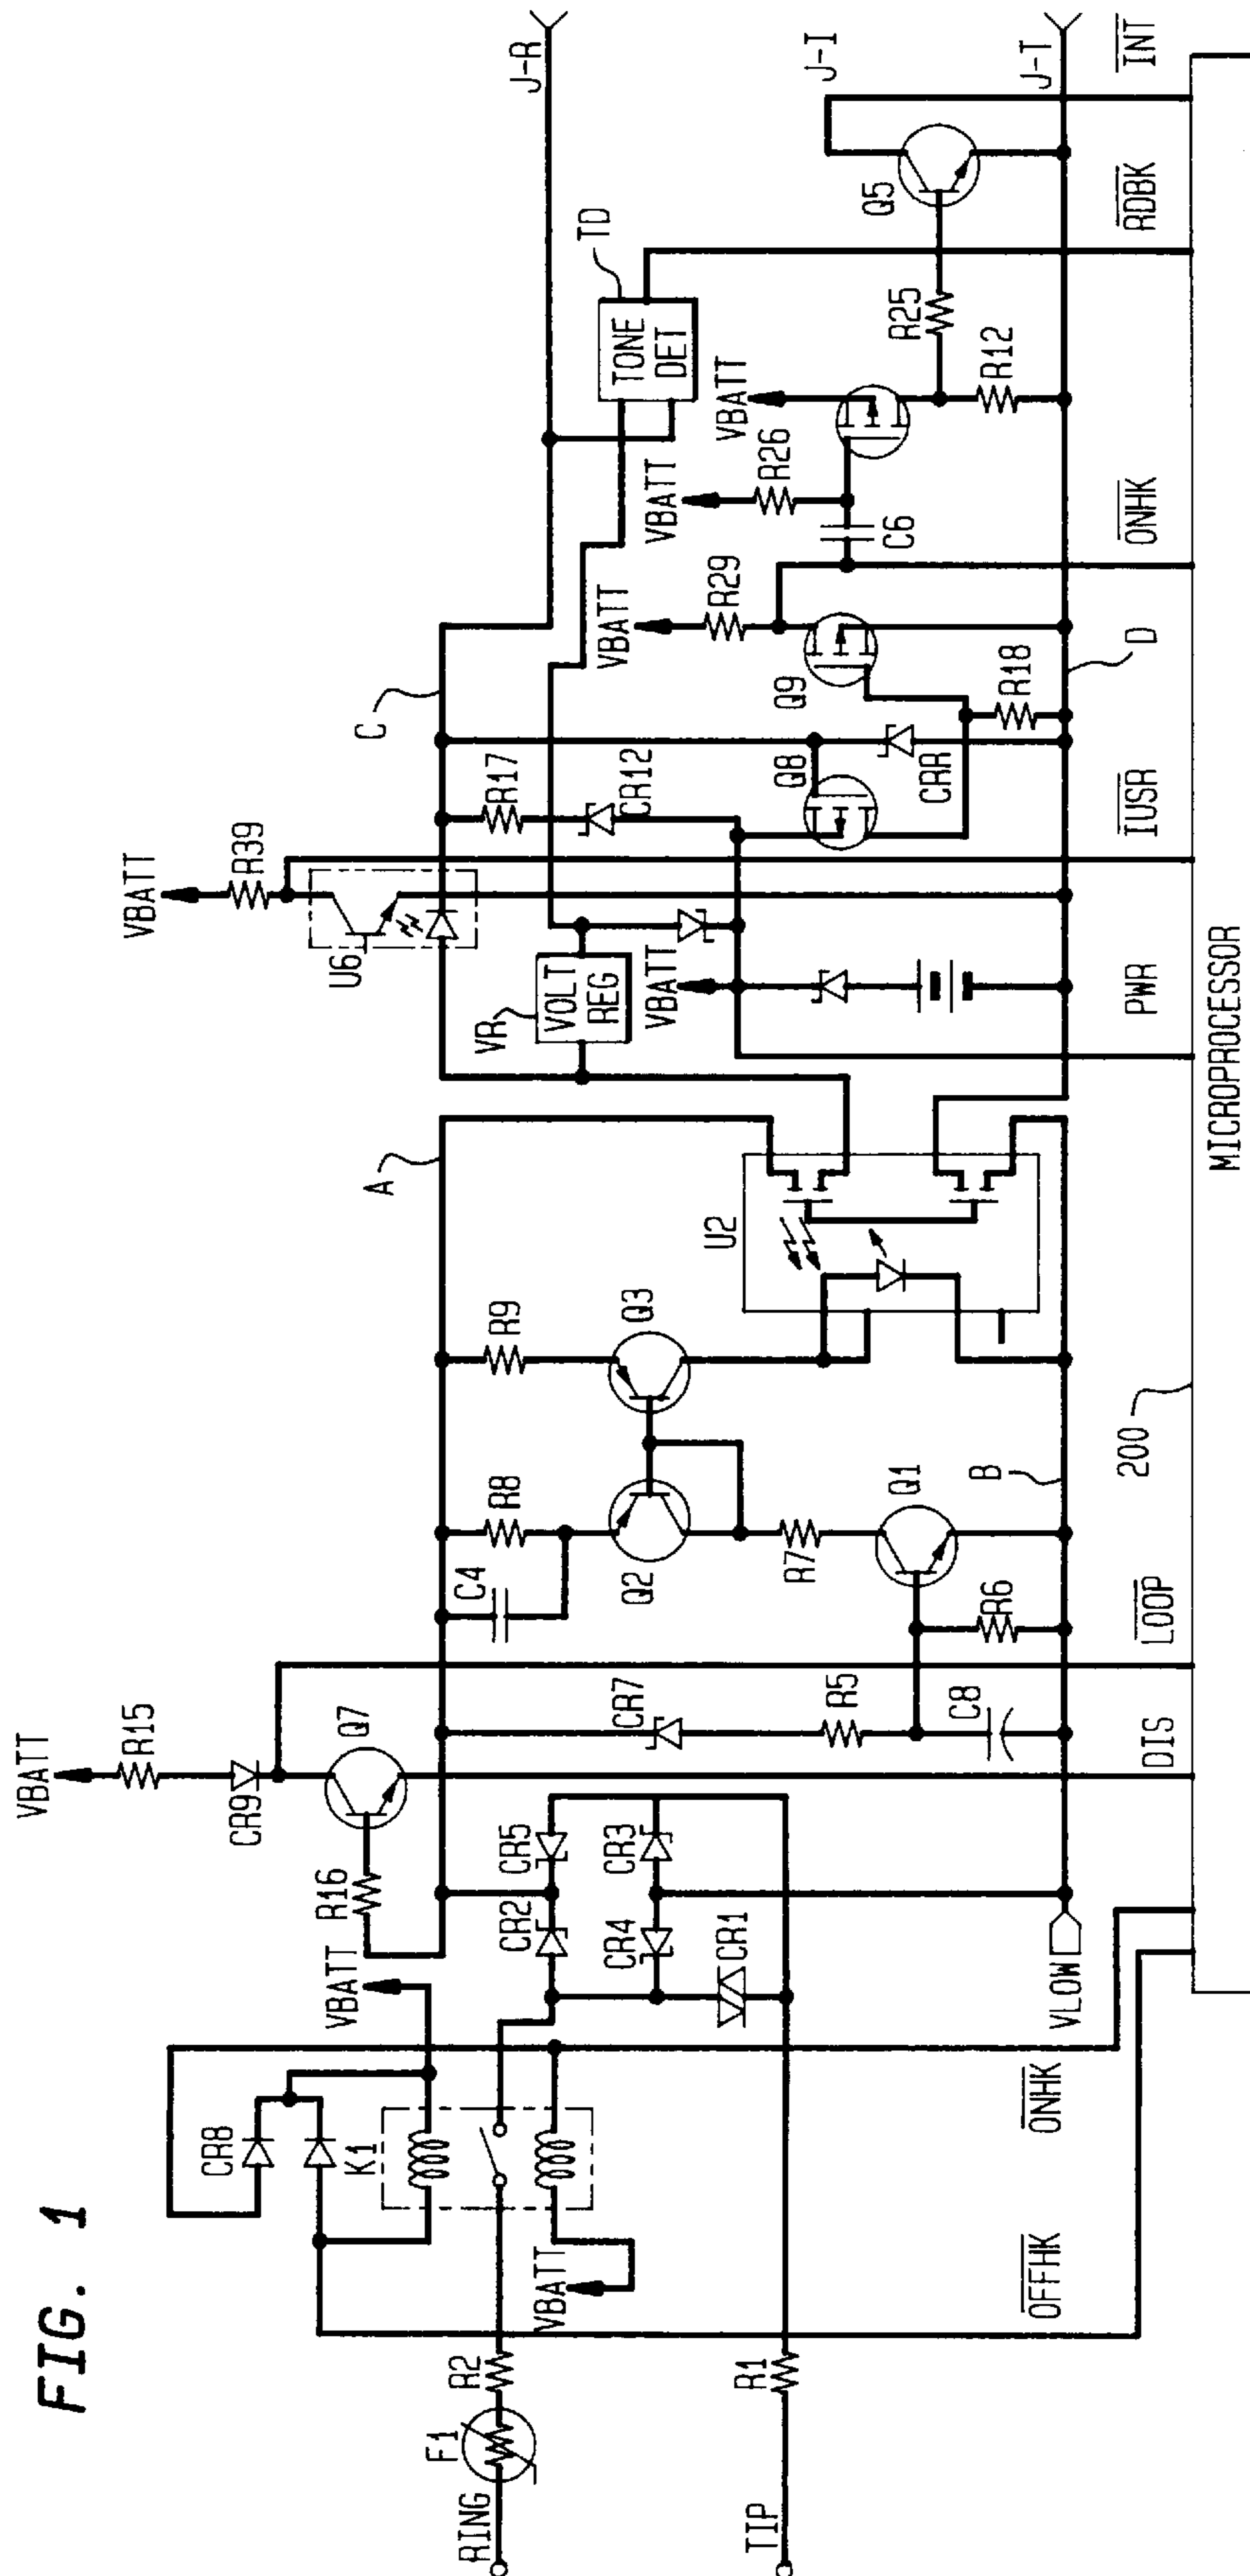 FIG. 1
VBATT
R15
CR9
Q7
R16
VBATT
CR8
K1
VBATT
RING
F1
R2
TIP
R1
CR2
CR5
CR4
CR3
CR1
VLOW
A
C4
R8
R9
Q2
Q3
CR7
R5
C8
R6
R7
Q1
B
U2
VBATT
R39
U6
C
VR
VOLT
REG
VBATT
R17
CR12
Q8
CRR
Q9
R18
VBATT
R29
VBATT
R26
C6
VBATT
R12
R25
Q5
TONE
DET
TD
D
J-R
J-I
J-T
OFFHK
ONHK
DIS
LOOP
PWR
IUSR
ONHK
RDBK
INT
200
MICROPROCESSOR